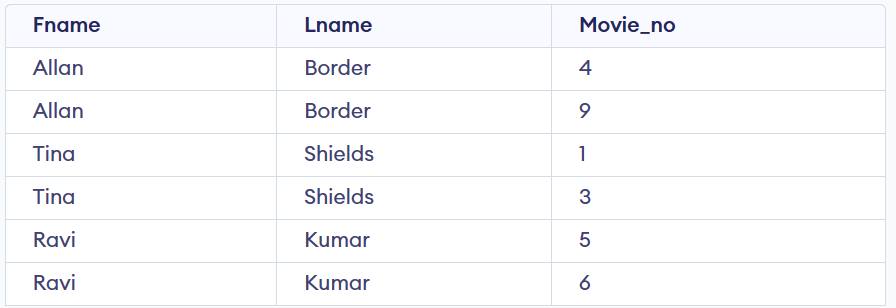 Fname Lname Movie_no
Allan Border 4
Allan Border 9
Tina Shields 1
Tina Shields 3
Ravi Kumar 5
Ravi Kumar 6